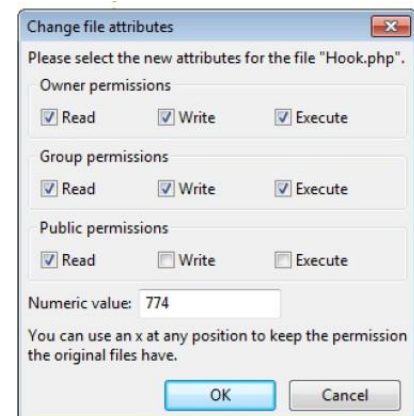 Change file attributes
Please select the new attributes for the file "Hook.php".
Owner permissions
Read Write Execute
Group permissions
Read Write Execute
Public permissions
Read Write Execute
Numeric value: 774
You can use an x at any position to keep the permission
the original files have.
OK Cancel